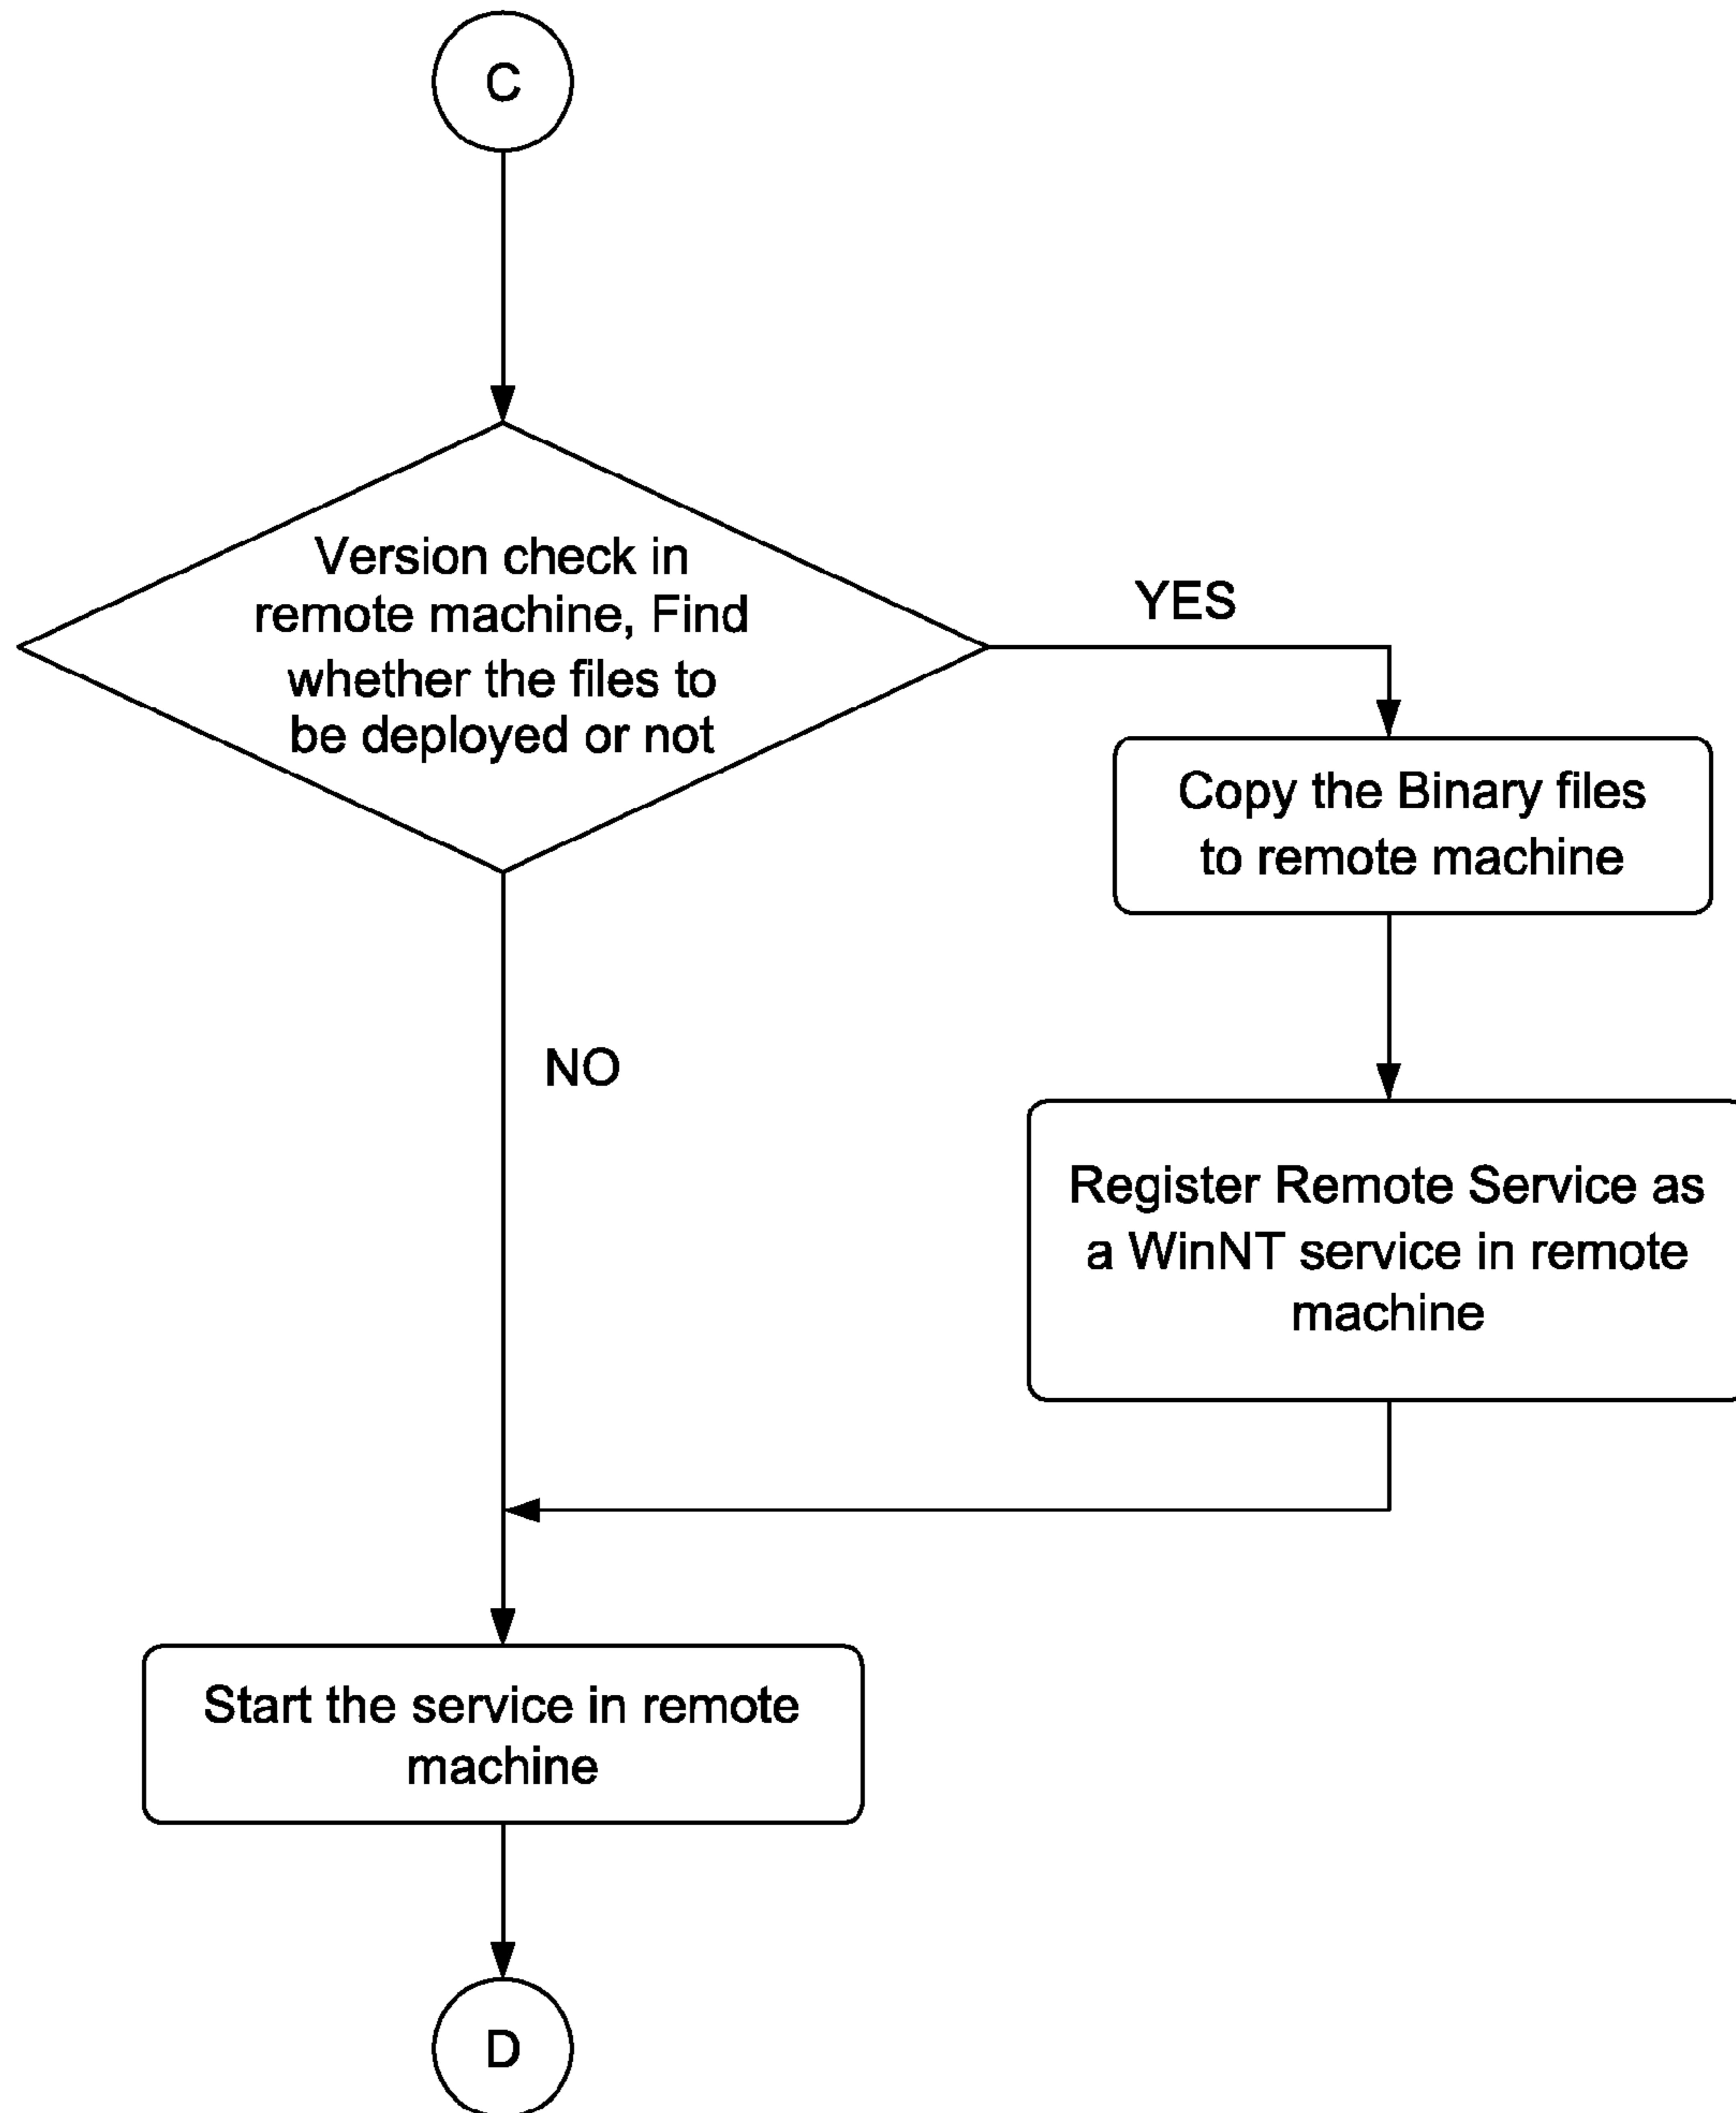 C
Version check in
remote machine, Find
whether the files to
be deployed or not
YES
Copy the Binary files
to remote machine
NO
Register Remote Service as
a WinNT service in remote
machine
Start the service in remote
machine
D